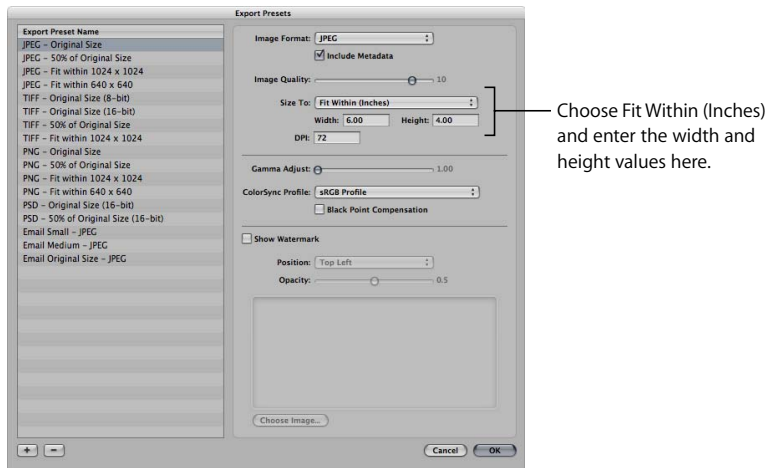 Export Presets
Export Preset Name
JPEG – Original Size
JPEG – 50% of Original Size
JPEG – Fit within 1024 x 1024
JPEG – Fit within 640 x 640
TIFF – Original Size (8-bit)
TIFF – Original Size (16-bit)
TIFF – 50% of Original Size
TIFF – Fit within 1024 x 1024
PNG – Original Size
PNG – 50% of Original Size
PNG – Fit within 1024 x 1024
PNG – Fit within 640 x 640
PSD – Original Size (16-bit)
PSD – 50% of Original Size (16-bit)
Email Small – JPEG
Email Medium – JPEG
Email Original Size – JPEG
Image Format: JPEG
Include Metadata
Image Quality: 10
Size To: Fit Within (Inches)
Width: 6.00 Height: 4.00
DPI: 72
Gamma Adjust: 1.00
ColorSync Profile: sRGB Profile
Black Point Compensation
Show Watermark
Position: Top Left
Opacity: 0.5
Choose Image...
+ − Cancel OK
Choose Fit Within (Inches)
and enter the width and
height values here.